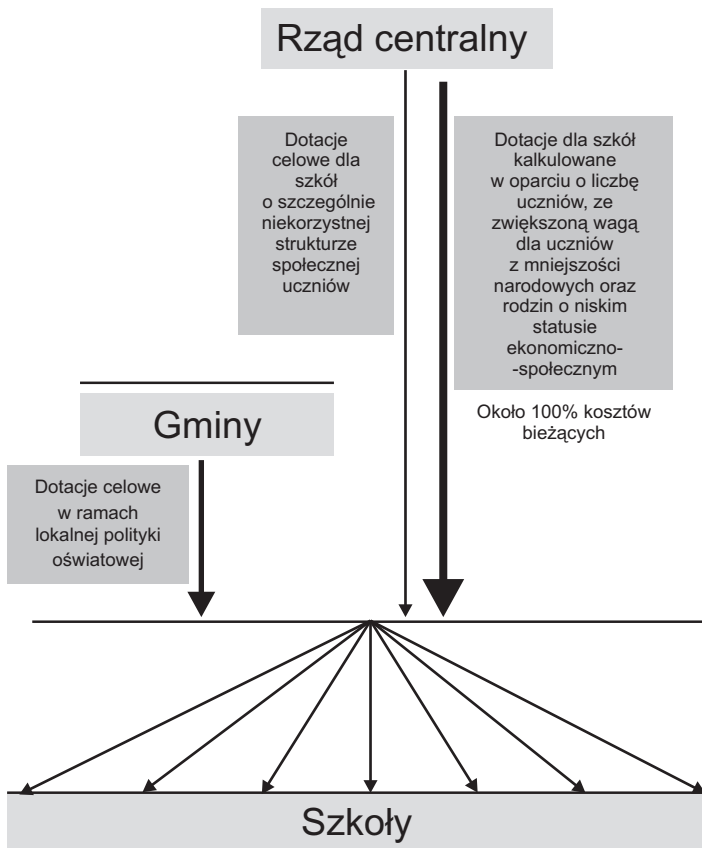 Rząd centralny
Dotacje
celowe dla
szkół
o szczególnie
niekorzystnej
strukturze
społecznej
uczniów
Dotacje dla szkół
kalkulowane
w oparciu o liczbę
uczniów, ze
zwiększoną wagą
dla uczniów
z mniejszości
narodowych oraz
rodzin o niskim
statusie
ekonomiczno-
-społecznym
Około 100% kosztów
bieżących
Gminy
Dotacje celowe
w ramach
lokalnej polityki
oświatowej
Szkoły